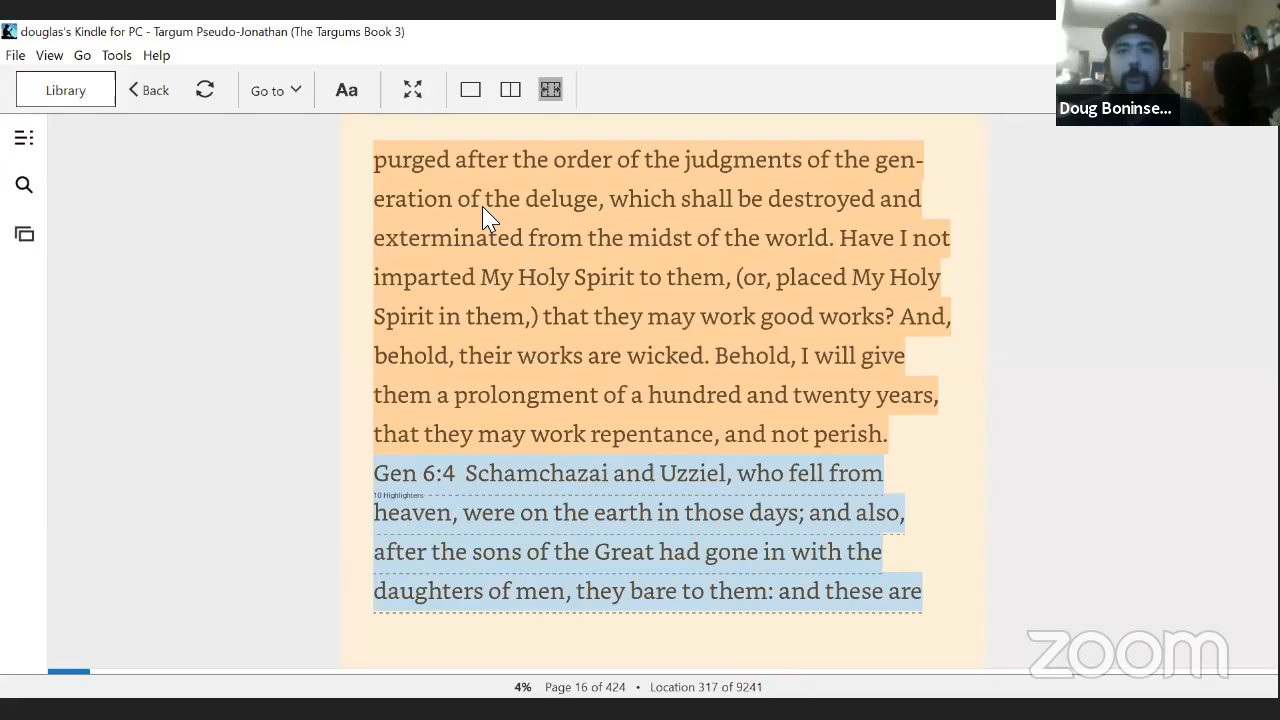 douglas's Kindle for PC - Targum Pseudo-Jonathan (The Targums Book 3)
File View Go Tools Help
Library Back Go to Aa
Doug Boninse...
purged after the order of the judgments of the gen-
eration of the deluge, which shall be destroyed and
exterminated from the midst of the world. Have I not
imparted My Holy Spirit to them, (or, placed My Holy
Spirit in them,) that they may work good works? And,
behold, their works are wicked. Behold, I will give
them a prolongment of a hundred and twenty years,
that they may work repentance, and not perish.
Gen 6:4 Schamchazai and Uzziel, who fell from
10 Highlighters
heaven, were on the earth in those days; and also,
after the sons of the Great had gone in with the
daughters of men, they bare to them: and these are
zoom
4% Page 16 of 424 • Location 317 of 9241